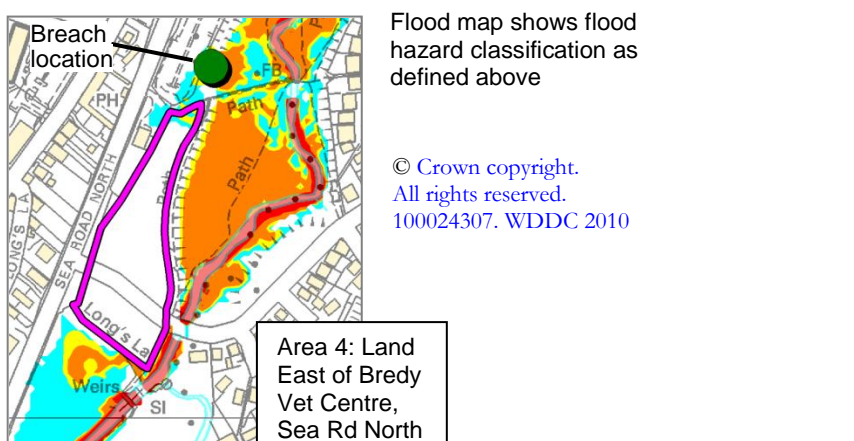 Breach
location
Flood map shows flood
hazard classification as
defined above
© Crown copyright.
All rights reserved.
100024307. WDDC 2010
PH
FB
Path
Path
Path
SEA ROAD NORTH
LONG'S LA
Long's La
Weirs
SI
Area 4: Land
East of Bredy
Vet Centre,
Sea Rd North